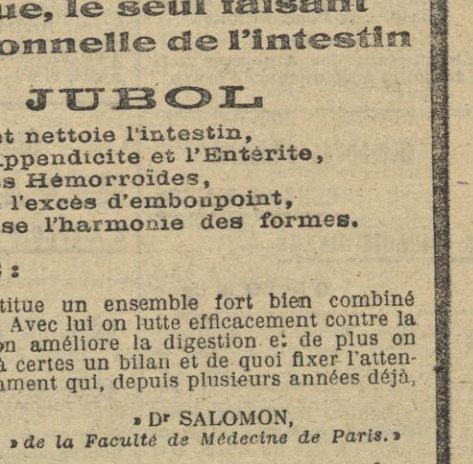 ue, le seul faisant
onnelle de l'intestin
JUBOL
et nettoie l'intestin,
ppendicite et l'Entérite,
s Hémorroïdes,
l'excès d'embonpoint,
se l'harmonie des formes.
:
titue un ensemble fort bien combiné
. Avec lui on lutte efficacement contre la
on améliore la digestion et de plus on
à certes un bilan et de quoi fixer l'atten-
ament qui, depuis plusieurs années déjà,
» Dr SALOMON,
» de la Faculté de Médecine de Paris. »